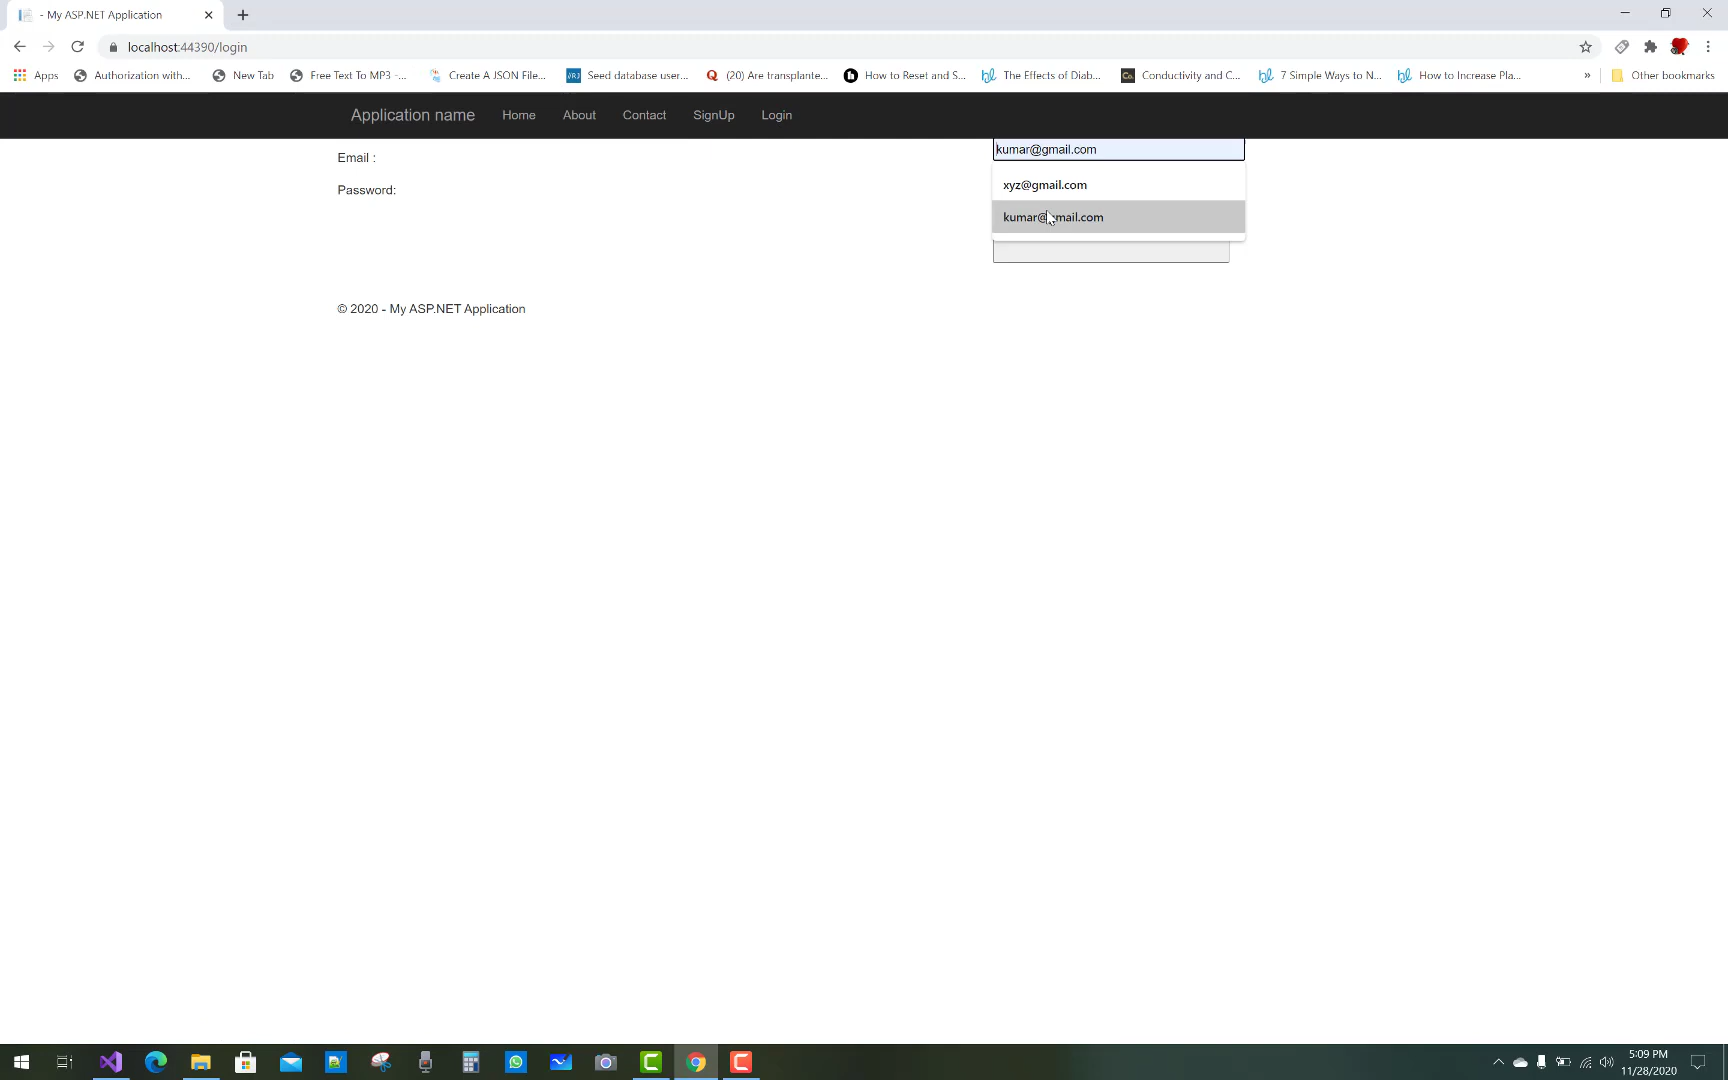 - My ASP.NET Application
localhost:44390/login
Apps
Authorization with...
New Tab
Free Text To MP3 -...
Create A JSON File...
Seed database user...
(20) Are transplante...
How to Reset and S...
The Effects of Diab...
Conductivity and C...
7 Simple Ways to N...
How to Increase Pla...
»
Other bookmarks
Application name
Home
About
Contact
SignUp
Login
Email :
kumar@gmail.com
Password:
xyz@gmail.com
kumar@gmail.com
© 2020 - My ASP.NET Application
5:09 PM
11/28/2020